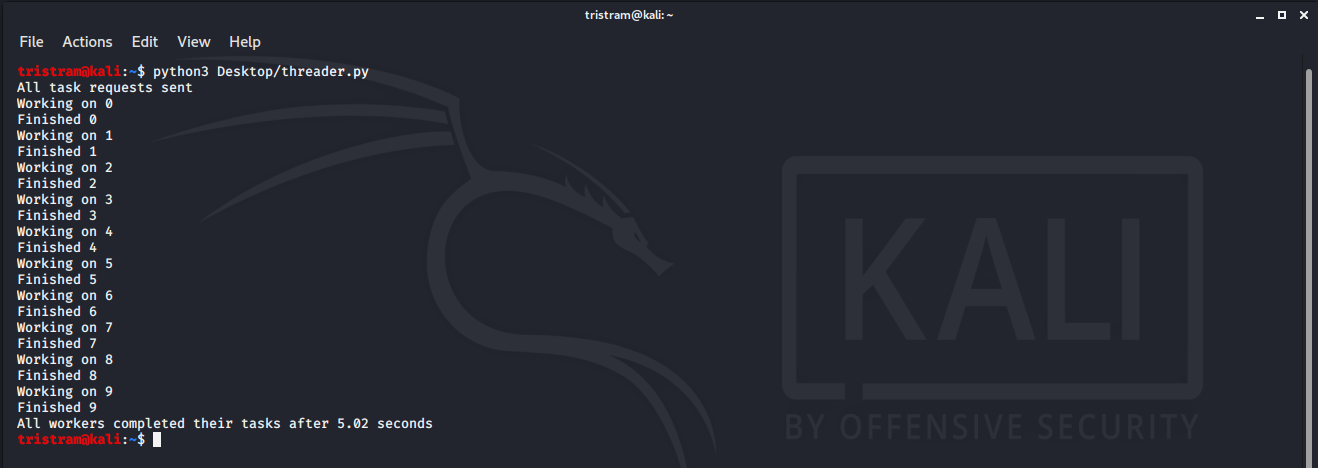 tristram@kali: ~
File Actions Edit View Help
tristram@kali:~$ python3 Desktop/threader.py
All task requests sent
Working on 0
Finished 0
Working on 1
Finished 1
Working on 2
Finished 2
Working on 3
Finished 3
Working on 4
Finished 4
Working on 5
Finished 5
Working on 6
Finished 6
Working on 7
Finished 7
Working on 8
Finished 8
Working on 9
Finished 9
All workers completed their tasks after 5.02 seconds
tristram@kali:~$
KALI
BY OFFENSIVE SECURITY